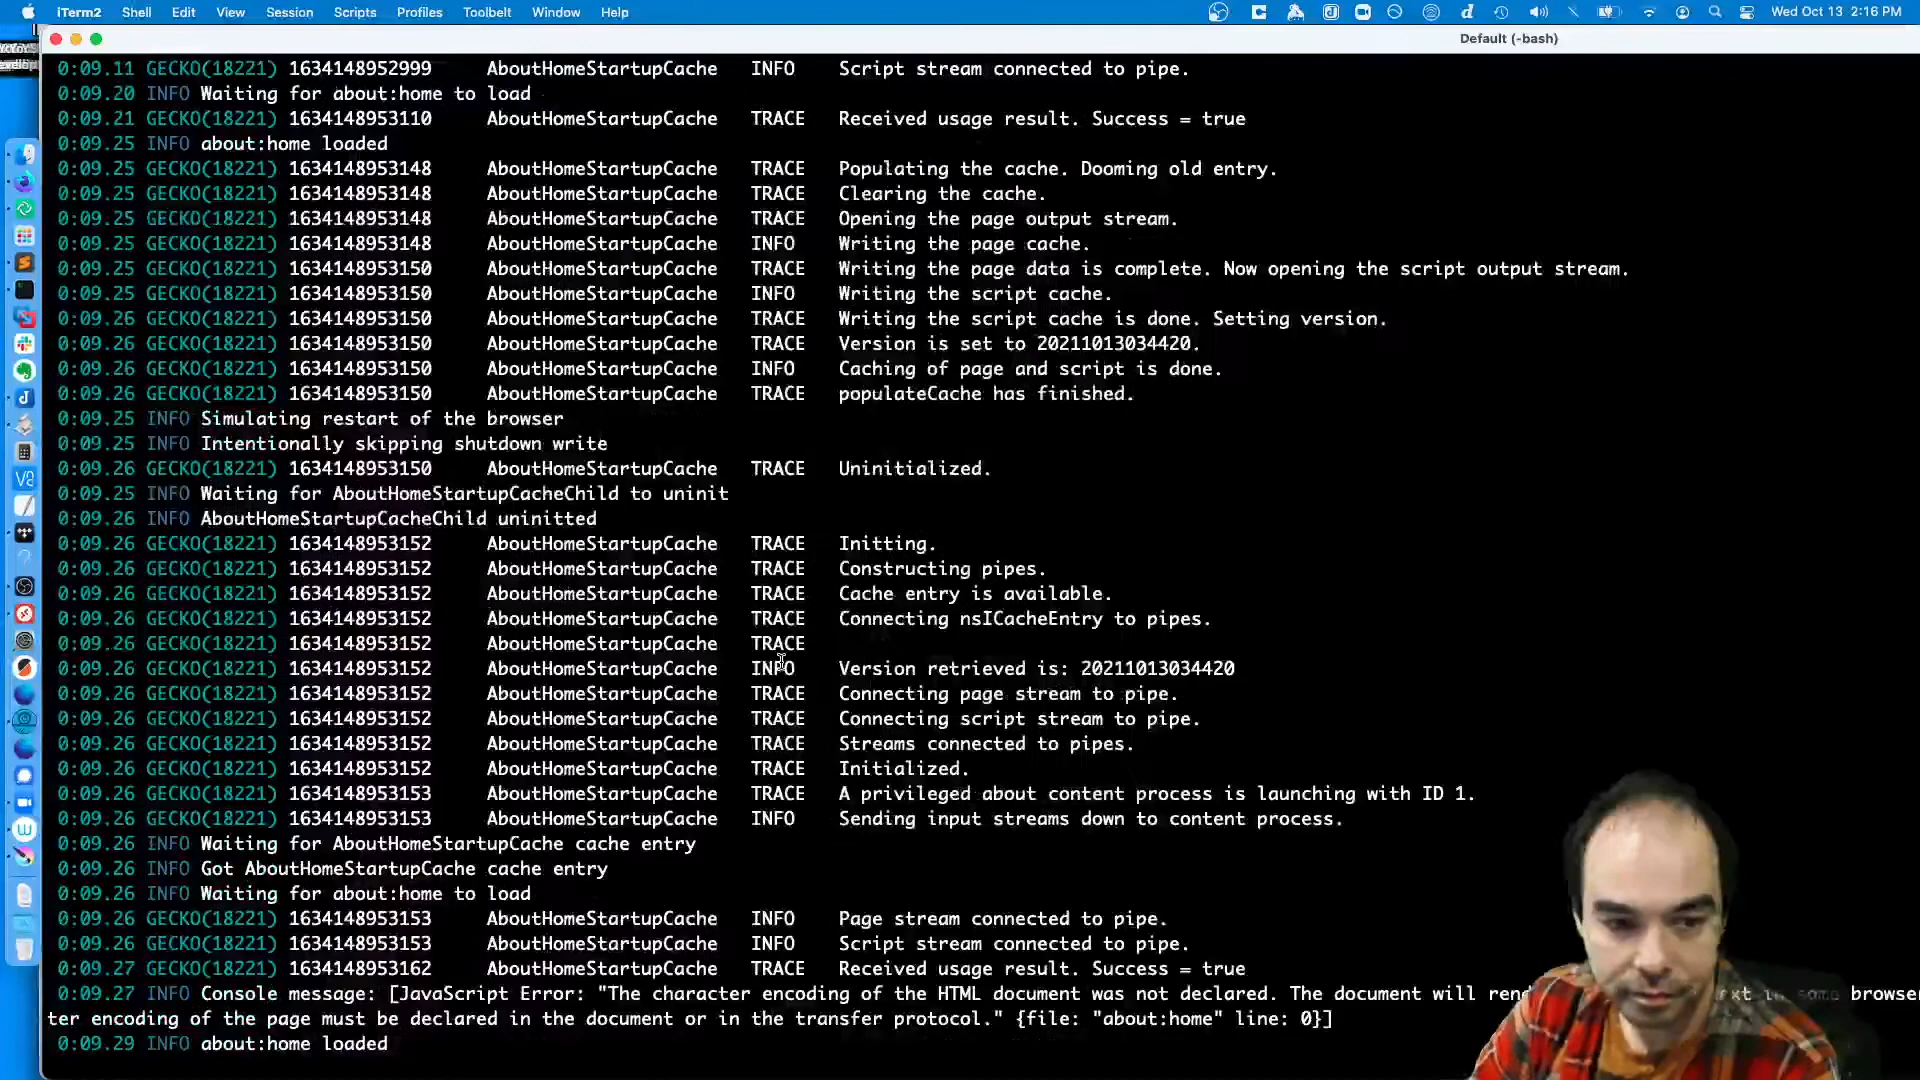 iTerm2 Shell Edit View Session Scripts Profiles Toolbelt Window Help Wed Oct 13 2:16 PM
Default (-bash)
0:09.11 GECKO(18221) 1634148952999 AboutHomeStartupCache INFO Script stream connected to pipe.
0:09.20 INFO Waiting for about:home to load
0:09.21 GECKO(18221) 1634148953110 AboutHomeStartupCache TRACE Received usage result. Success = true
0:09.25 INFO about:home loaded
0:09.25 GECKO(18221) 1634148953148 AboutHomeStartupCache TRACE Populating the cache. Dooming old entry.
0:09.25 GECKO(18221) 1634148953148 AboutHomeStartupCache TRACE Clearing the cache.
0:09.25 GECKO(18221) 1634148953148 AboutHomeStartupCache TRACE Opening the page output stream.
0:09.25 GECKO(18221) 1634148953148 AboutHomeStartupCache INFO Writing the page cache.
0:09.25 GECKO(18221) 1634148953150 AboutHomeStartupCache TRACE Writing the page data is complete. Now opening the script output stream.
0:09.25 GECKO(18221) 1634148953150 AboutHomeStartupCache INFO Writing the script cache.
0:09.26 GECKO(18221) 1634148953150 AboutHomeStartupCache TRACE Writing the script cache is done. Setting version.
0:09.26 GECKO(18221) 1634148953150 AboutHomeStartupCache TRACE Version is set to 20211013034420.
0:09.26 GECKO(18221) 1634148953150 AboutHomeStartupCache INFO Caching of page and script is done.
0:09.26 GECKO(18221) 1634148953150 AboutHomeStartupCache TRACE populateCache has finished.
0:09.25 INFO Simulating restart of the browser
0:09.25 INFO Intentionally skipping shutdown write
0:09.26 GECKO(18221) 1634148953150 AboutHomeStartupCache TRACE Uninitialized.
0:09.25 INFO Waiting for AboutHomeStartupCacheChild to uninit
0:09.26 INFO AboutHomeStartupCacheChild uninitted
0:09.26 GECKO(18221) 1634148953152 AboutHomeStartupCache TRACE Initting.
0:09.26 GECKO(18221) 1634148953152 AboutHomeStartupCache TRACE Constructing pipes.
0:09.26 GECKO(18221) 1634148953152 AboutHomeStartupCache TRACE Cache entry is available.
0:09.26 GECKO(18221) 1634148953152 AboutHomeStartupCache TRACE Connecting nsICacheEntry to pipes.
0:09.26 GECKO(18221) 1634148953152 AboutHomeStartupCache TRACE
0:09.26 GECKO(18221) 1634148953152 AboutHomeStartupCache INFO Version retrieved is: 20211013034420
0:09.26 GECKO(18221) 1634148953152 AboutHomeStartupCache TRACE Connecting page stream to pipe.
0:09.26 GECKO(18221) 1634148953152 AboutHomeStartupCache TRACE Connecting script stream to pipe.
0:09.26 GECKO(18221) 1634148953152 AboutHomeStartupCache TRACE Streams connected to pipes.
0:09.26 GECKO(18221) 1634148953152 AboutHomeStartupCache TRACE Initialized.
0:09.26 GECKO(18221) 1634148953153 AboutHomeStartupCache TRACE A privileged about content process is launching with ID 1.
0:09.26 GECKO(18221) 1634148953153 AboutHomeStartupCache INFO Sending input streams down to content process.
0:09.26 INFO Waiting for AboutHomeStartupCache cache entry
0:09.26 INFO Got AboutHomeStartupCache cache entry
0:09.26 INFO Waiting for about:home to load
0:09.26 GECKO(18221) 1634148953153 AboutHomeStartupCache INFO Page stream connected to pipe.
0:09.26 GECKO(18221) 1634148953153 AboutHomeStartupCache INFO Script stream connected to pipe.
0:09.27 GECKO(18221) 1634148953162 AboutHomeStartupCache TRACE Received usage result. Success = true
0:09.27 INFO Console message: [JavaScript Error: "The character encoding of the HTML document was not declared. The document will in some browser
ter encoding of the page must be declared in the document or in the transfer protocol." {file: "about:home" line: 0}]
0:09.29 INFO about:home loaded